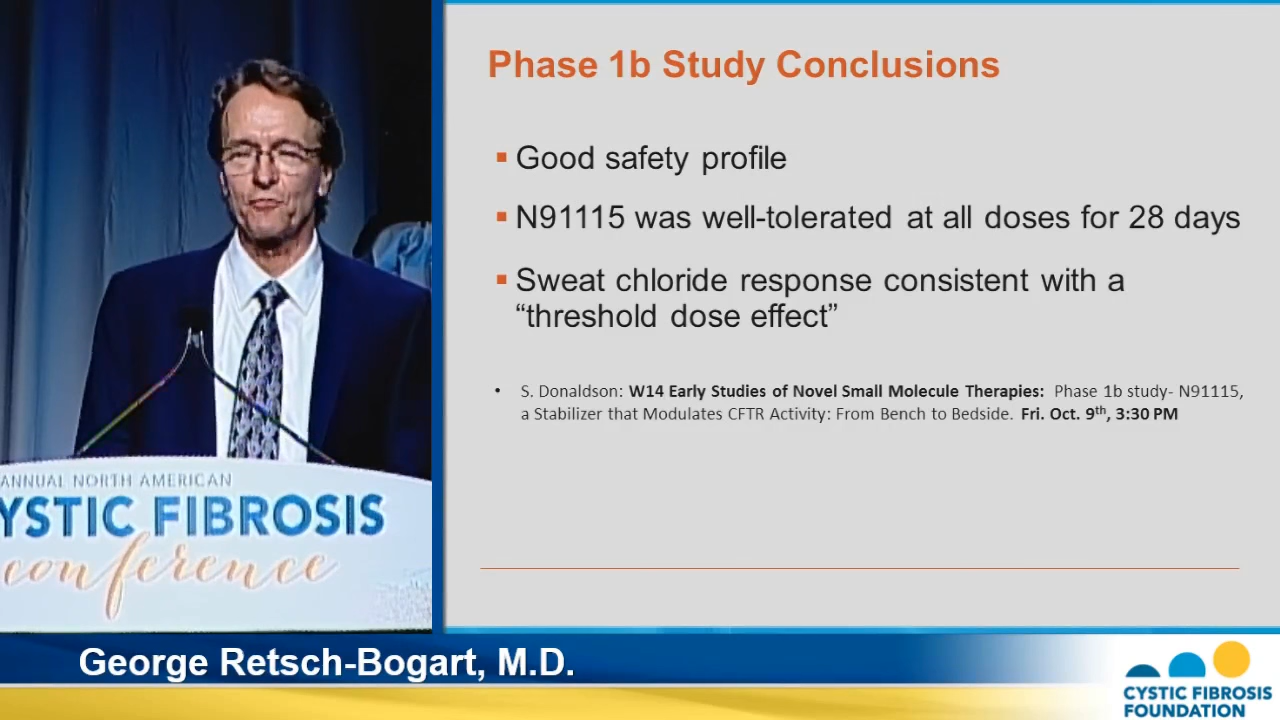 Phase 1b Study Conclusions
Good safety profile
N91115 was well-tolerated at all doses for 28 days
Sweat chloride response consistent with a
“threshold dose effect”
• S. Donaldson: W14 Early Studies of Novel Small Molecule Therapies: Phase 1b study- N91115,
a Stabilizer that Modulates CFTR Activity: From Bench to Bedside. Fri. Oct. 9th, 3:30 PM
ANNUAL NORTH AMERICAN
YSTIC FIBROSIS
conference
George Retsch-Bogart, M.D.
CYSTIC FIBROSIS
FOUNDATION